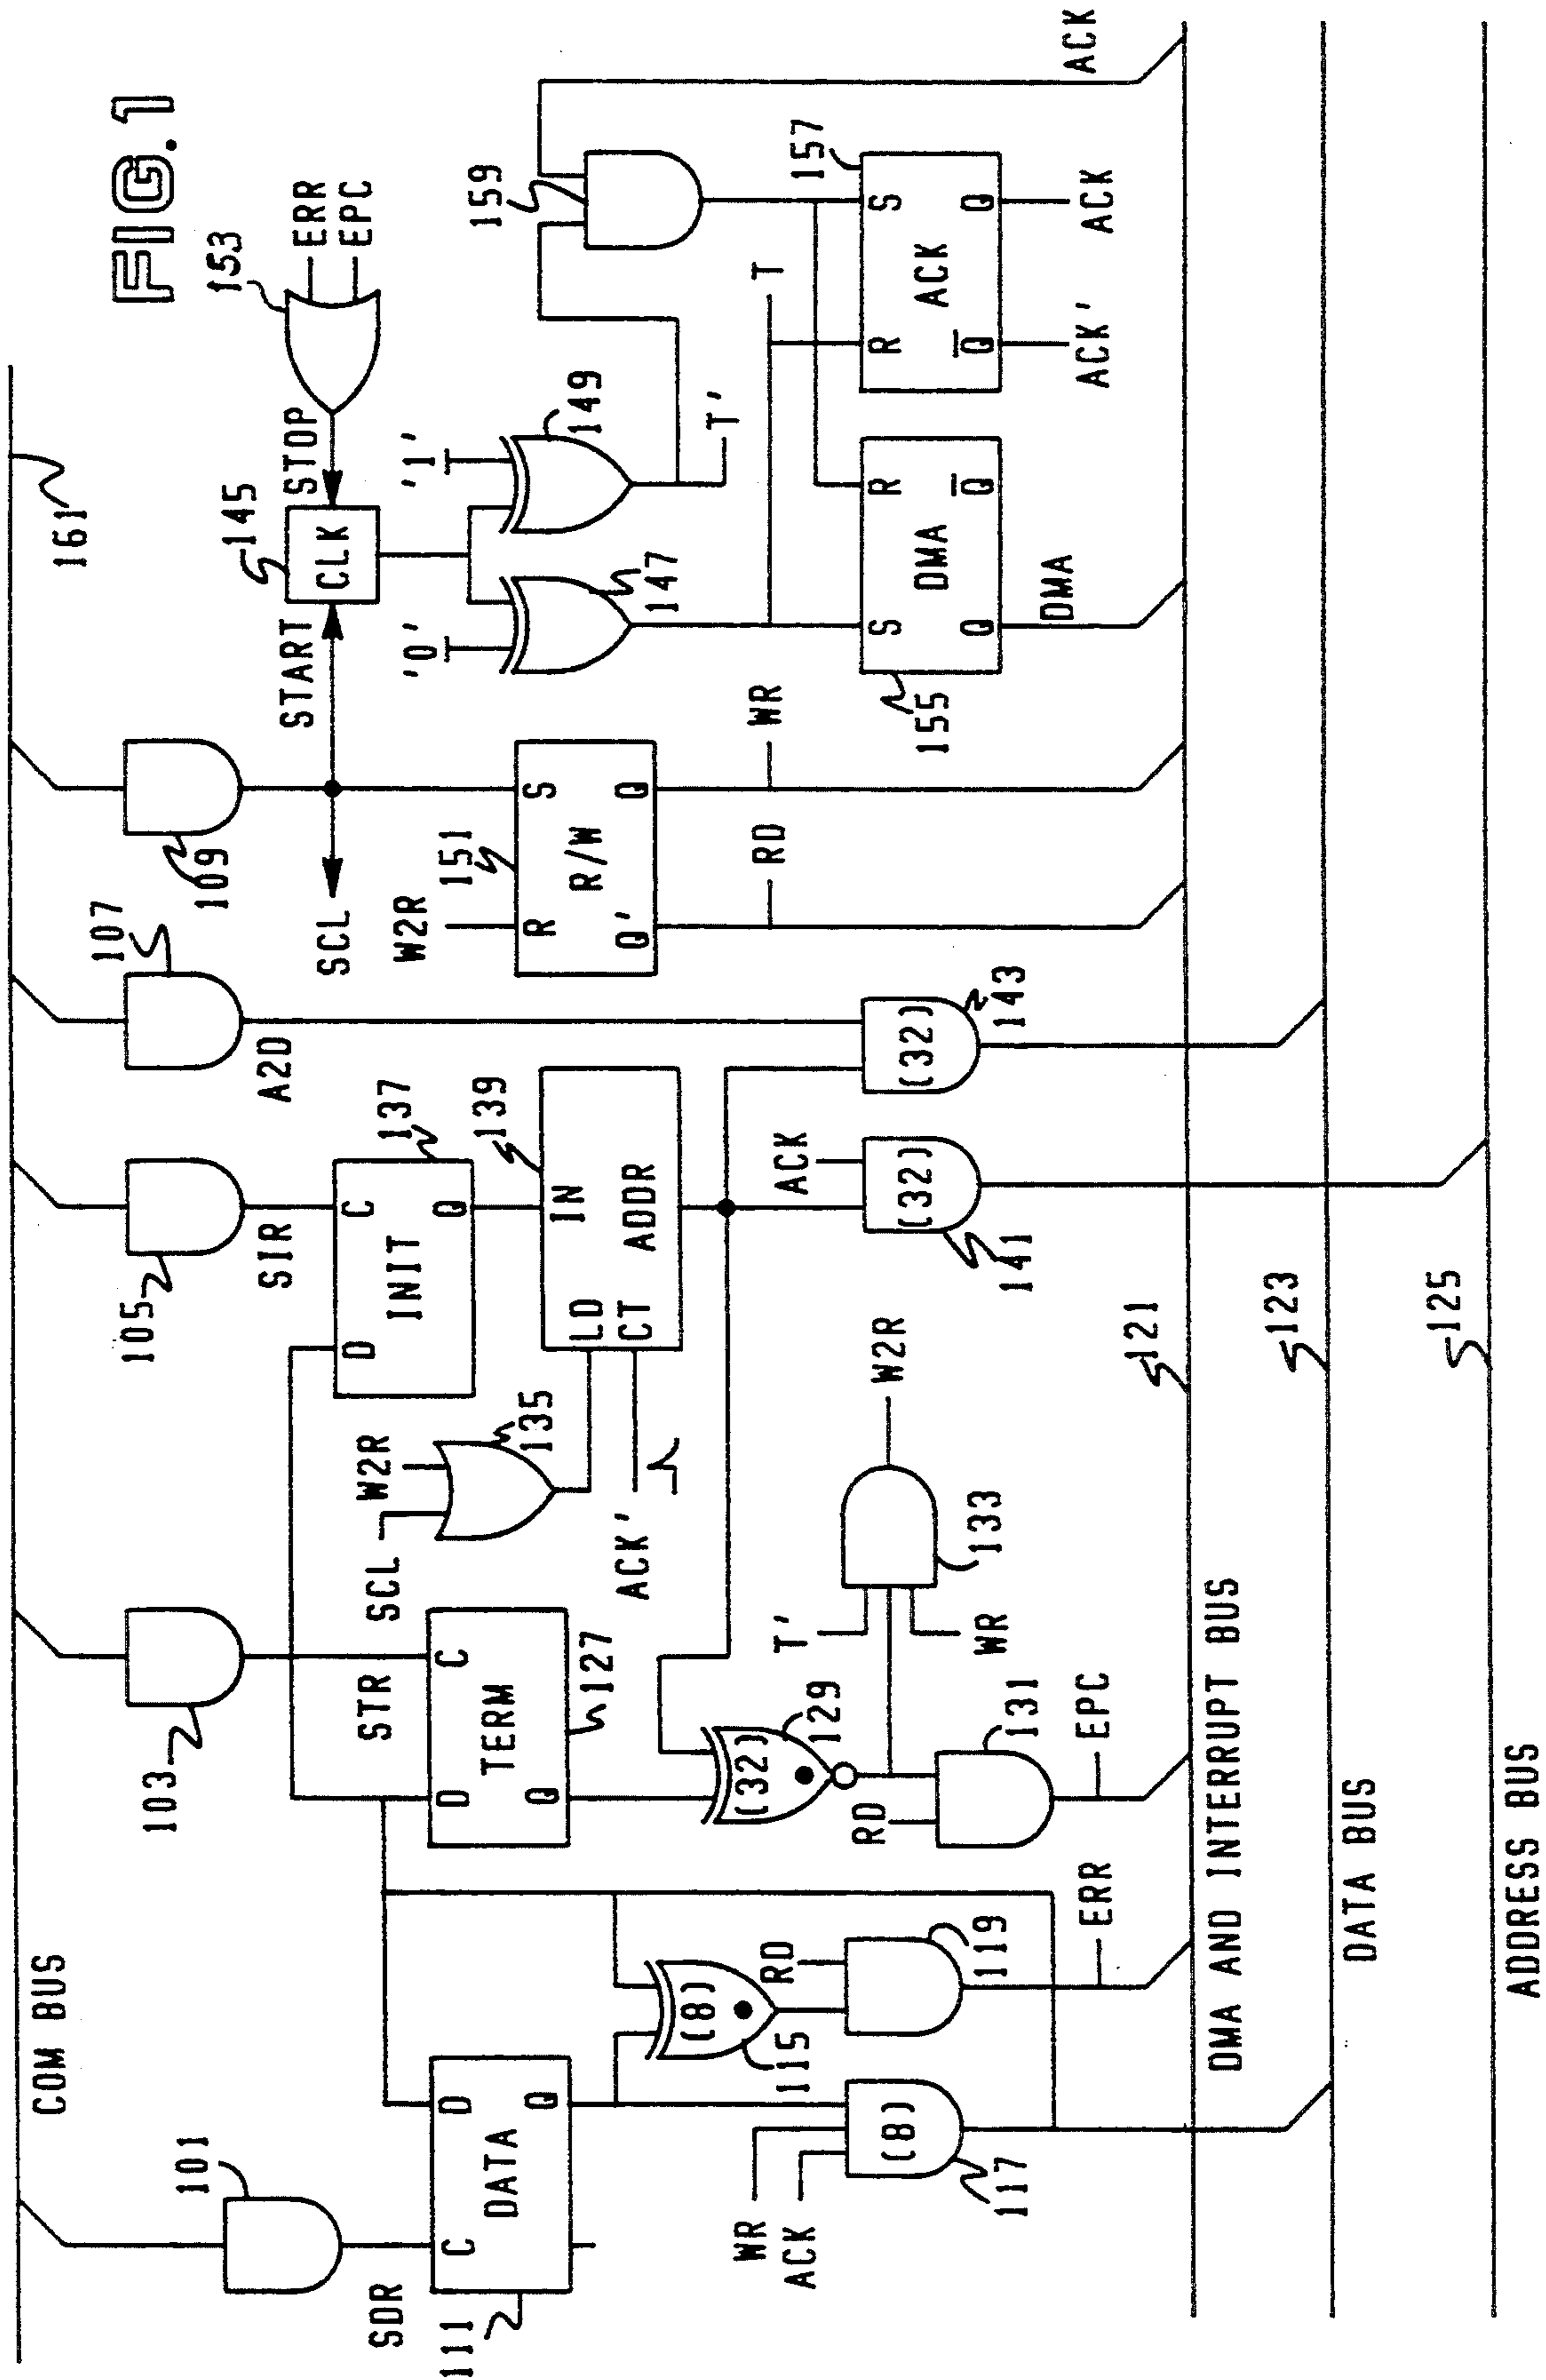 FIG. 1
COM BUS
161
101
103
105
107
109
SDR
111
C
D
DATA
Q
STR
D
C
TERM
Q
127
SIR
D
C
INIT
Q
137
A2D
SCL
START
145
CLK
STOP
153
ERR
EPC
SCL
W2R
135
139
IN
LD
CT
ADDR
ACK'
W2R
151
R
S
R/W
Q'
Q
'0'
'1'
147
149
159
(8)
115
RD
119
WR
ACK
(8)
117
(32)
129
RD
131
T'
WR
133
W2R
ACK
(32)
141
(32)
143
RD
WR
T'
T
155
S
R
DMA
Q
Q̅
157
R
S
ACK
Q̅
Q
ERR
EPC
DMA
ACK'
ACK
ACK
DMA AND INTERRUPT BUS
121
DATA BUS
123
ADDRESS BUS
125